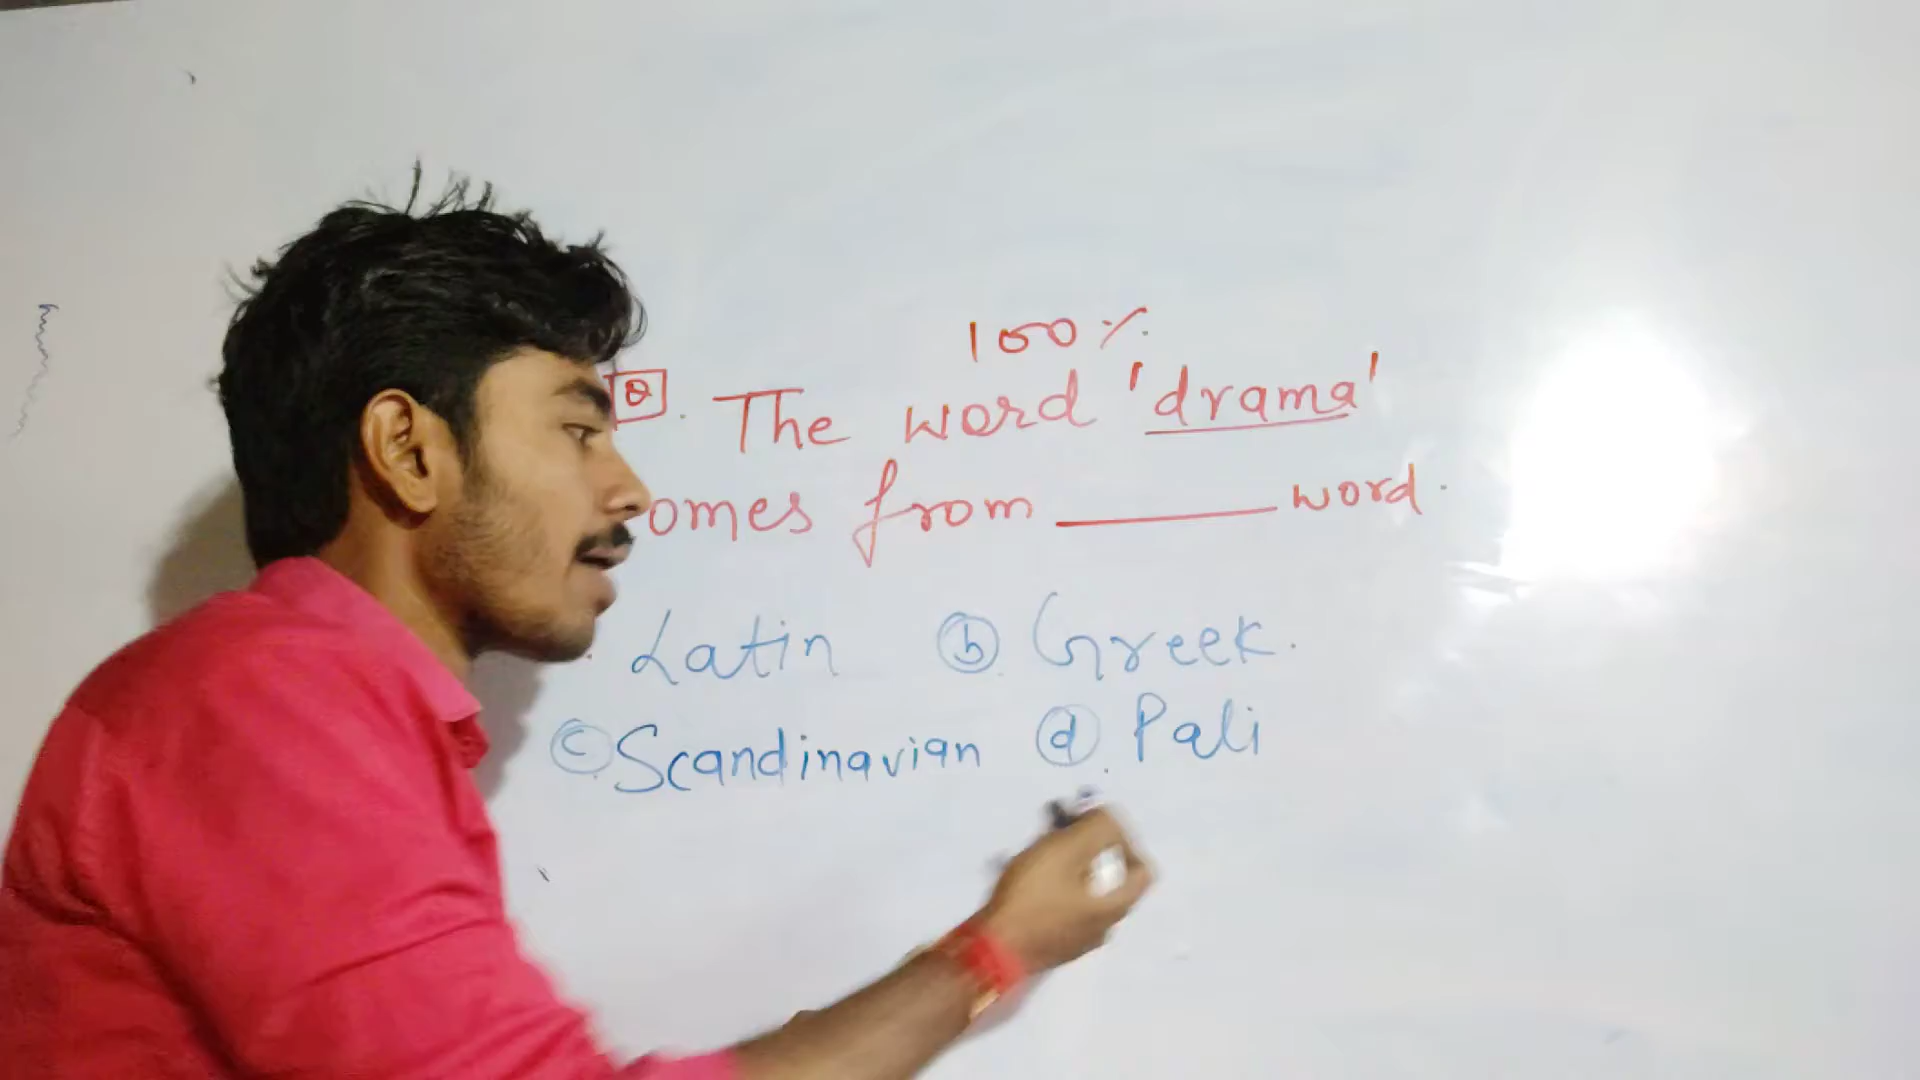 100%
Q. The word 'drama'
omes from ______ word.
Latin (b) Greek.
(c) Scandinavian (d) Pali